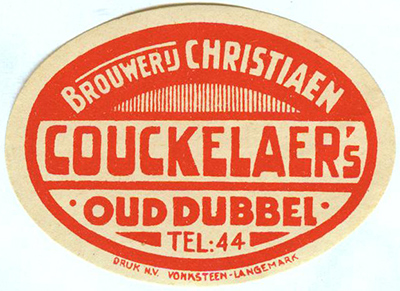 BROUWERIJ CHRISTIAEN
COUCKELAER's
· OUD DUBBEL ·
TEL: 44
DRUK N.V. VONKSTEEN - LANGEMARK